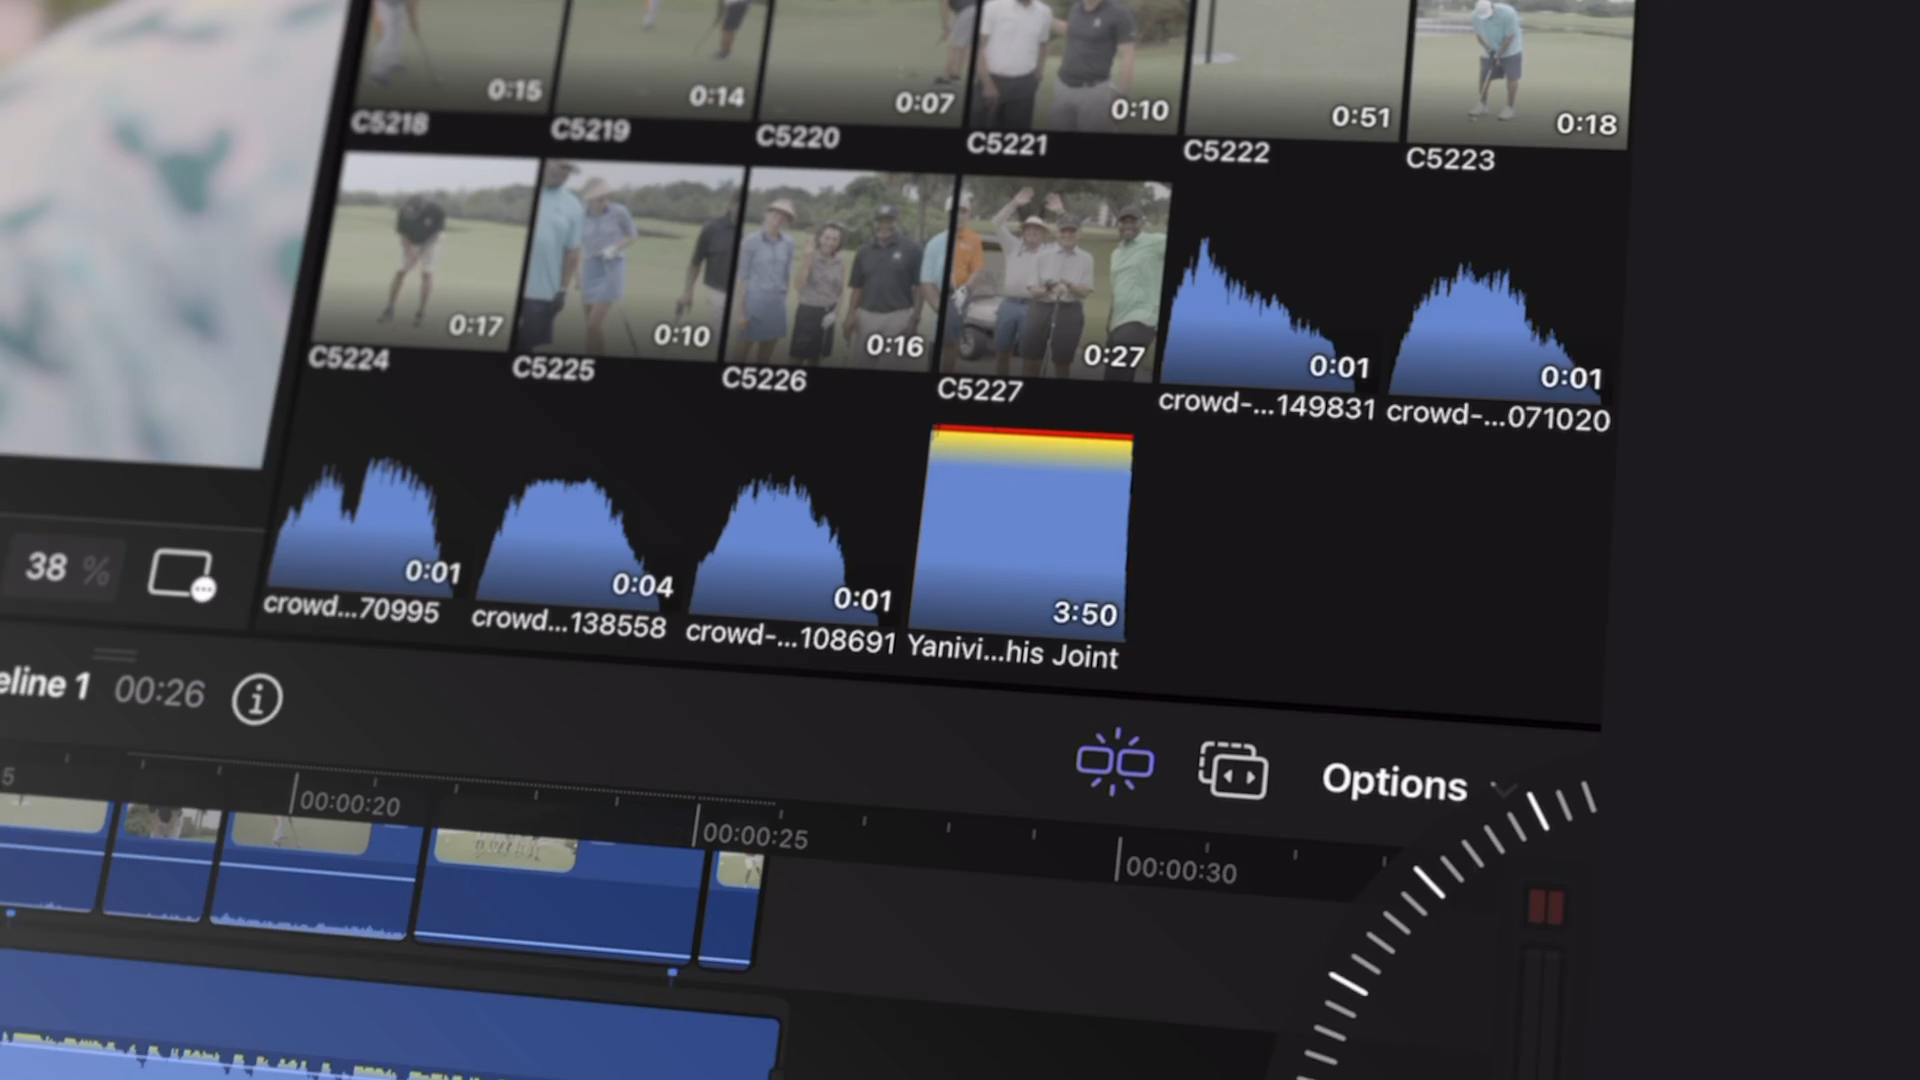 0:15
0:14
0:07
0:10
0:51
0:18
C5218
C5219
C5220
C5221
C5222
C5223
0:17
0:10
0:16
0:27
0:01
0:01
C5224
C5225
C5226
C5227
crowd-...149831
crowd-...071020
0:01
0:04
0:01
3:50
crowd...70995
crowd...138558
crowd-...108691
Yanivi...his Joint
38 %
eline 1 00:26
Options
5
00:00:20
00:00:25
00:00:30